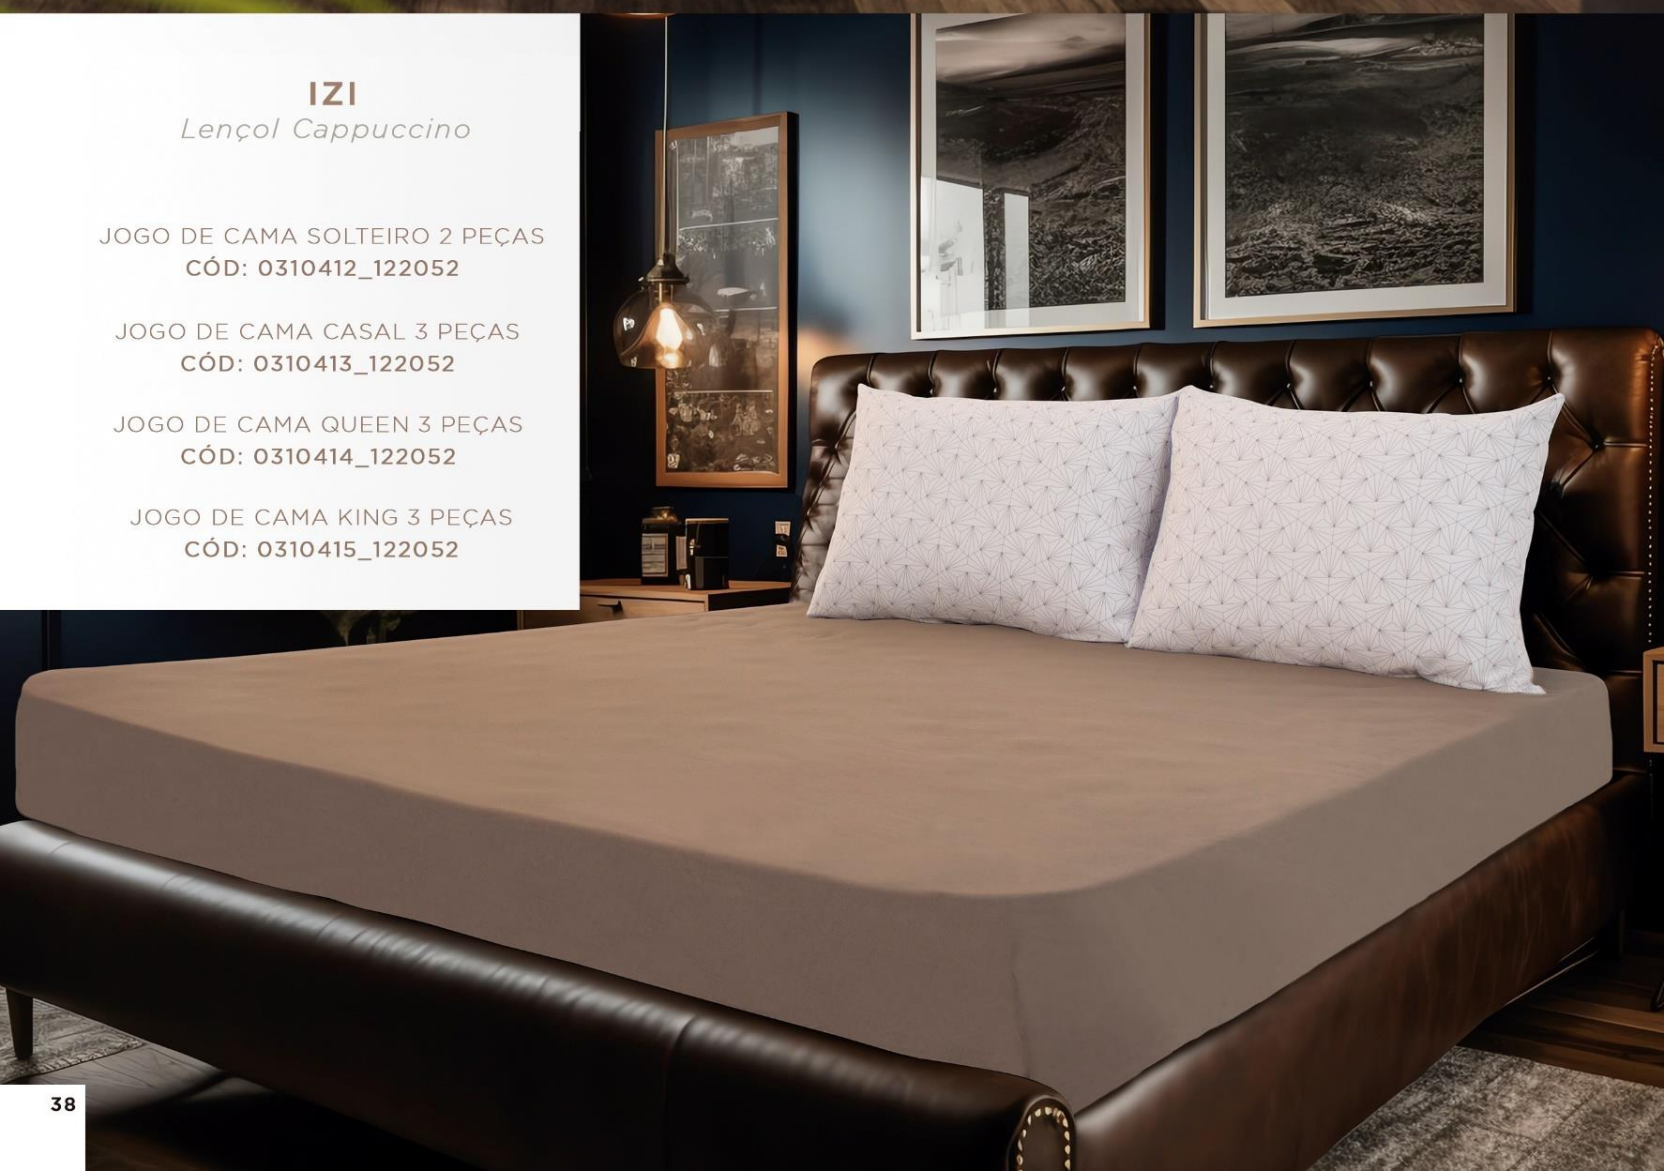 IZI
Lençol Cappuccino
JOGO DE CAMA SOLTEIRO 2 PEÇAS
CÓD: 0310412_122052
JOGO DE CAMA CASAL 3 PEÇAS
CÓD: 0310413_122052
JOGO DE CAMA QUEEN 3 PEÇAS
CÓD: 0310414_122052
JOGO DE CAMA KING 3 PEÇAS
CÓD: 0310415_122052
38